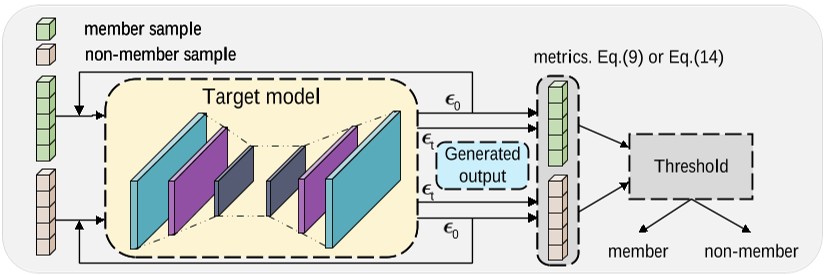 member sample
non-member sample
metrics. Eq.(9) or Eq.(14)
Target model
ϵ0
ϵt
Generated
output
Threshold
ϵt
ϵ0
member
non-member